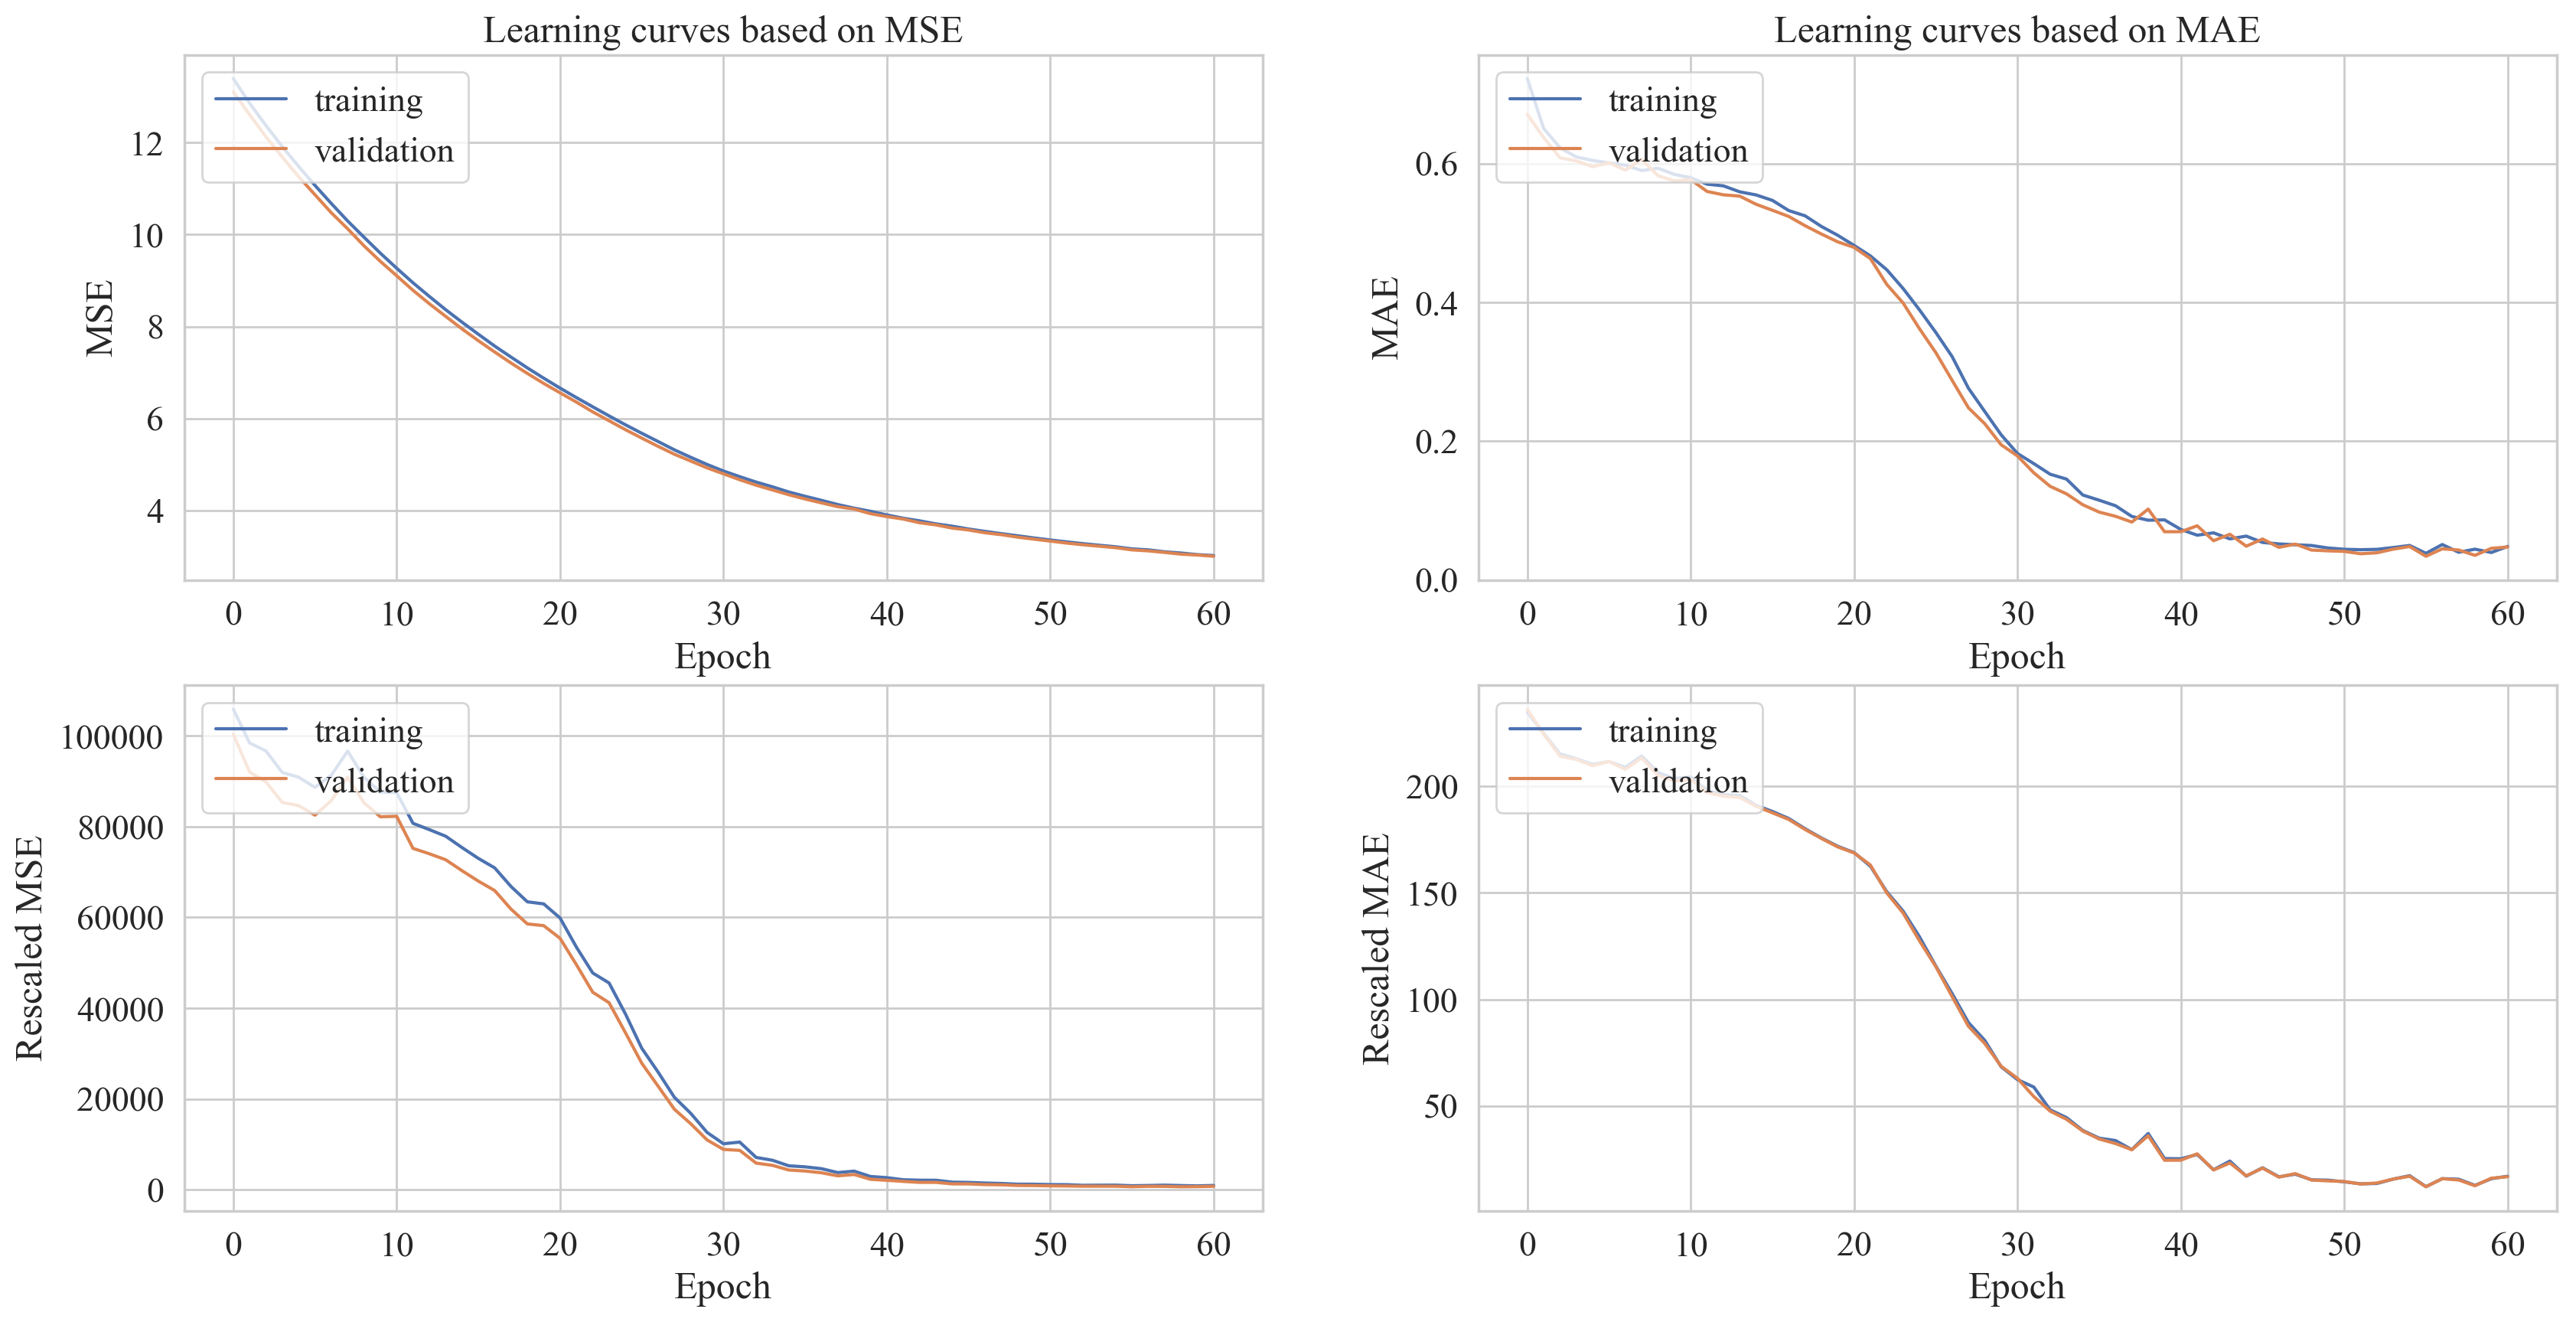 Learning curves based on MSE
training
validation
12
10
8
6
4
MSE
0 10 20 30 40 50 60
Epoch
Learning curves based on MAE
training
validation
0.6
0.4
0.2
0.0
MAE
0 10 20 30 40 50 60
Epoch
training
validation
100000
80000
60000
40000
20000
0
Rescaled MSE
0 10 20 30 40 50 60
Epoch
training
validation
200
150
100
50
Rescaled MAE
0 10 20 30 40 50 60
Epoch